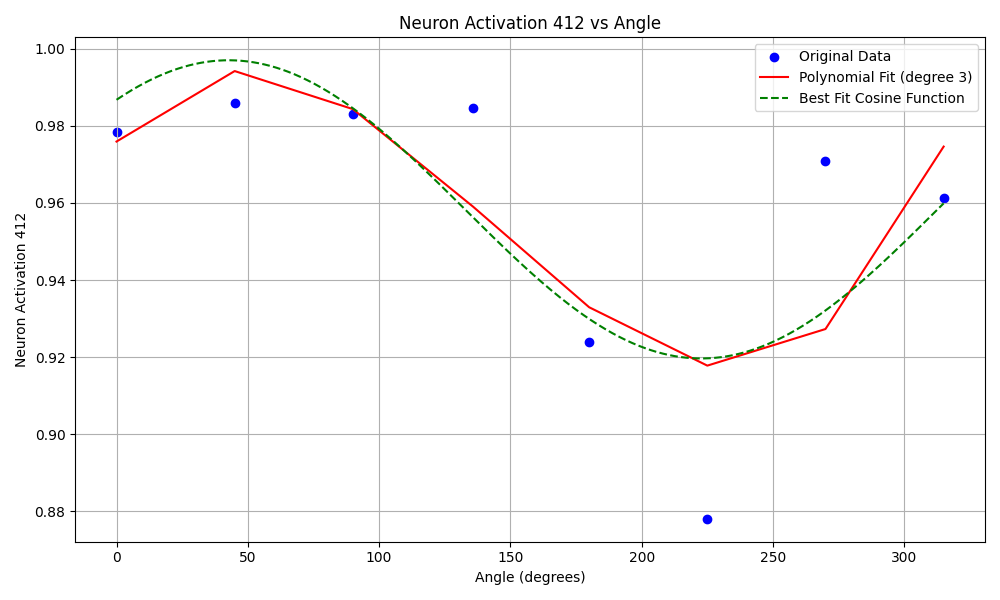 Neuron Activation 412 vs Angle
Original Data
Polynomial Fit (degree 3)
Best Fit Cosine Function
Neuron Activation 412
1.00
0.98
0.96
0.94
0.92
0.90
0.88
0 50 100 150 200 250 300
Angle (degrees)